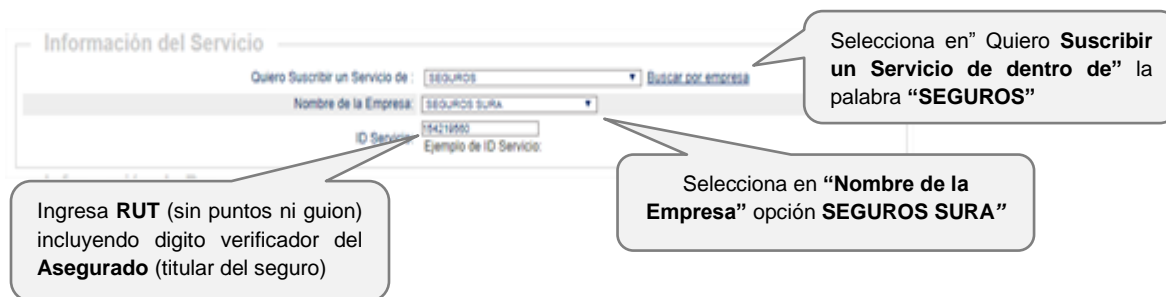 Información del Servicio
Quiero Suscribir un Servicio de : SEGUROS Buscar por empresa
Nombre de la Empresa: SEGUROS SURA
ID Servicio: 154219560
Ejemplo de ID Servicio:
Selecciona en” Quiero Suscribir
un Servicio de dentro de” la
palabra “SEGUROS”
Selecciona en “Nombre de la
Empresa” opción SEGUROS SURA”
Ingresa RUT (sin puntos ni guion)
incluyendo digito verificador del
Asegurado (titular del seguro)